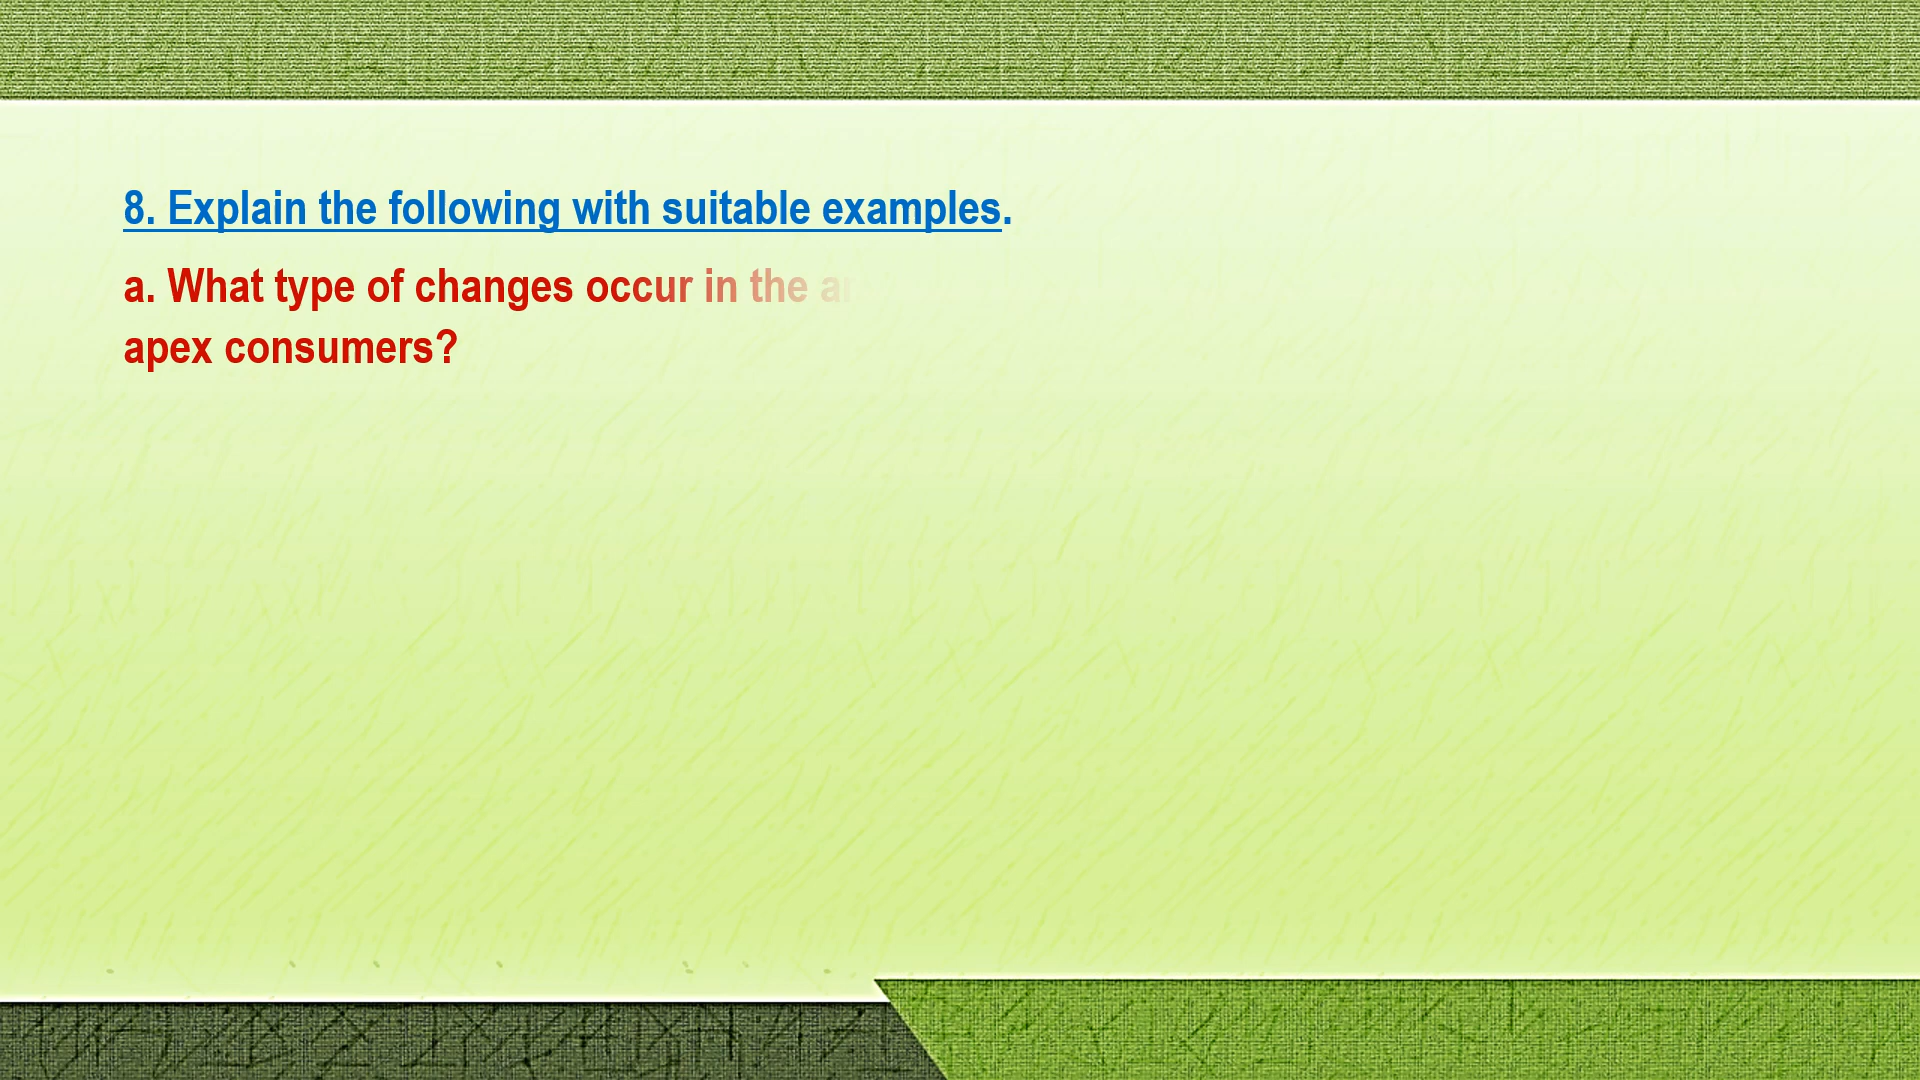 8. Explain the following with suitable examples.
a. What type of changes occur in the
apex consumers?